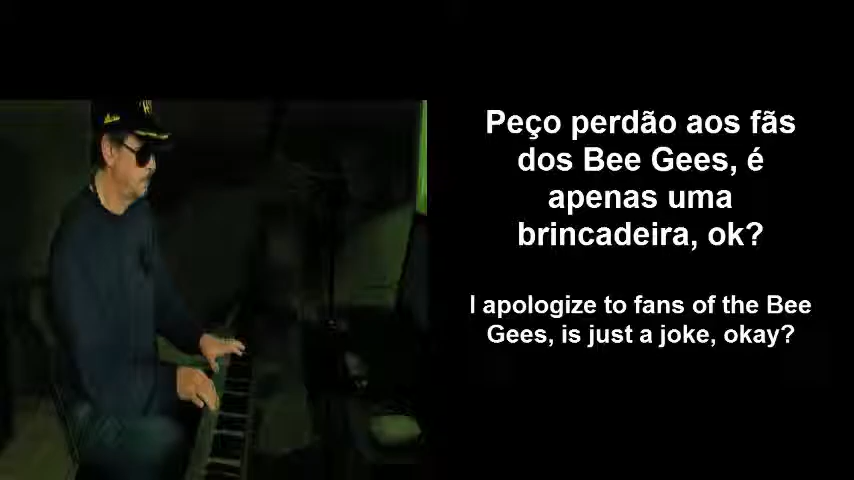 Peço perdão aos fãs
dos Bee Gees, é
apenas uma
brincadeira, ok?
I apologize to fans of the Bee
Gees, is just a joke, okay?